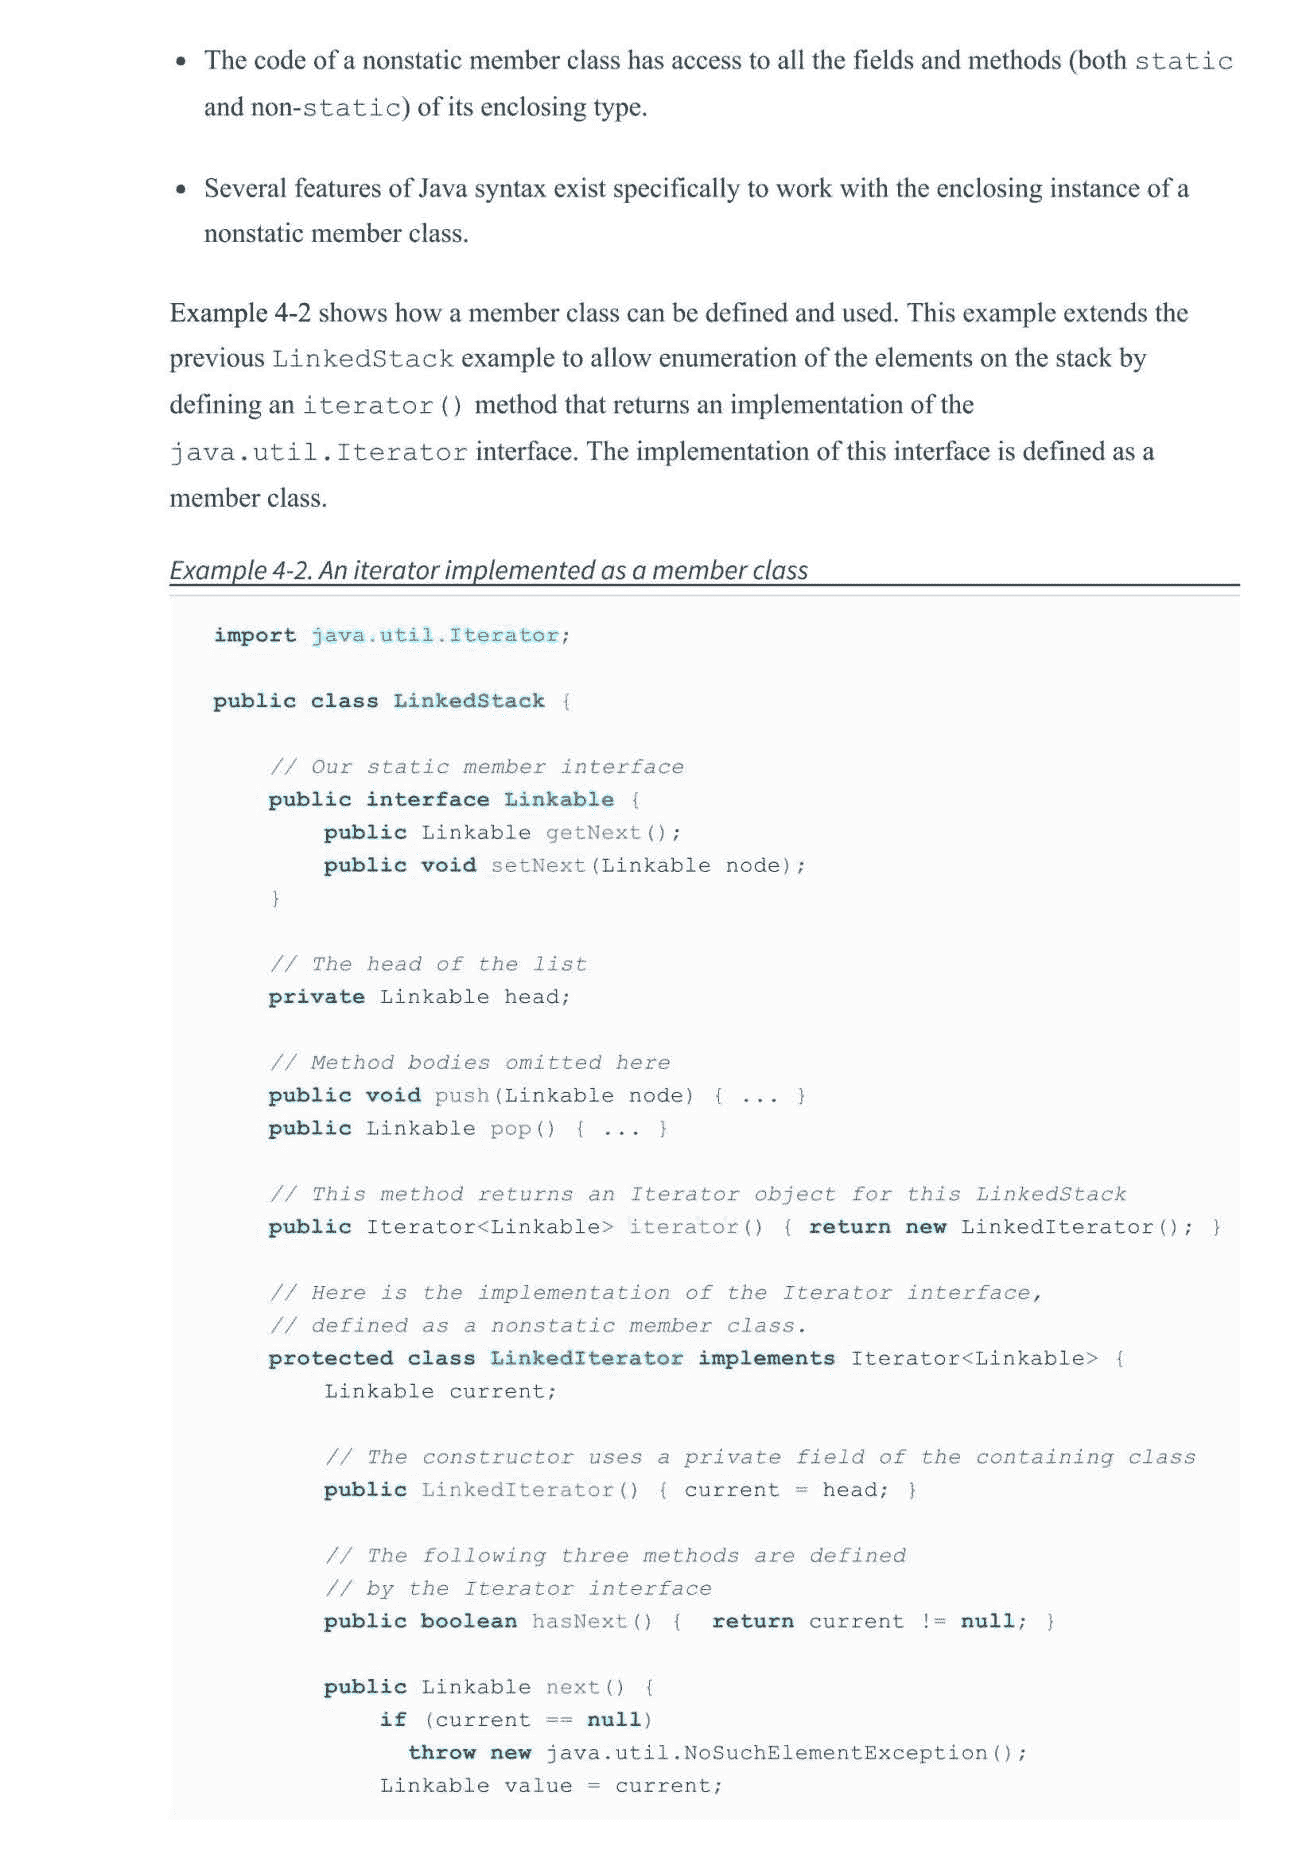 • The code of a nonstatic member class has access to all the fields and methods (both static
and non-static) of its enclosing type.
• Several features of Java syntax exist specifically to work with the enclosing instance of a
nonstatic member class.
Example 4-2 shows how a member class can be defined and used. This example extends the
previous LinkedStack example to allow enumeration of the elements on the stack by
defining an iterator() method that returns an implementation of the
java.util.Iterator interface. The implementation of this interface is defined as a
member class.
Example 4-2. An iterator implemented as a member class
import java.util.Iterator;
public class LinkedStack {
// Our static member interface
public interface Linkable {
public Linkable getNext();
public void setNext(Linkable node);
}
// The head of the list
private Linkable head;
// Method bodies omitted here
public void push(Linkable node) { ... }
public Linkable pop() { ... }
// This method returns an Iterator object for this LinkedStack
public Iterator<Linkable> iterator() { return new LinkedIterator(); }
// Here is the implementation of the Iterator interface,
// defined as a nonstatic member class.
protected class LinkedIterator implements Iterator<Linkable> {
Linkable current;
// The constructor uses a private field of the containing class
public LinkedIterator() { current = head; }
// The following three methods are defined
// by the Iterator interface
public boolean hasNext() {  return current != null; }
public Linkable next() {
if (current == null)
throw new java.util.NoSuchElementException();
Linkable value = current;